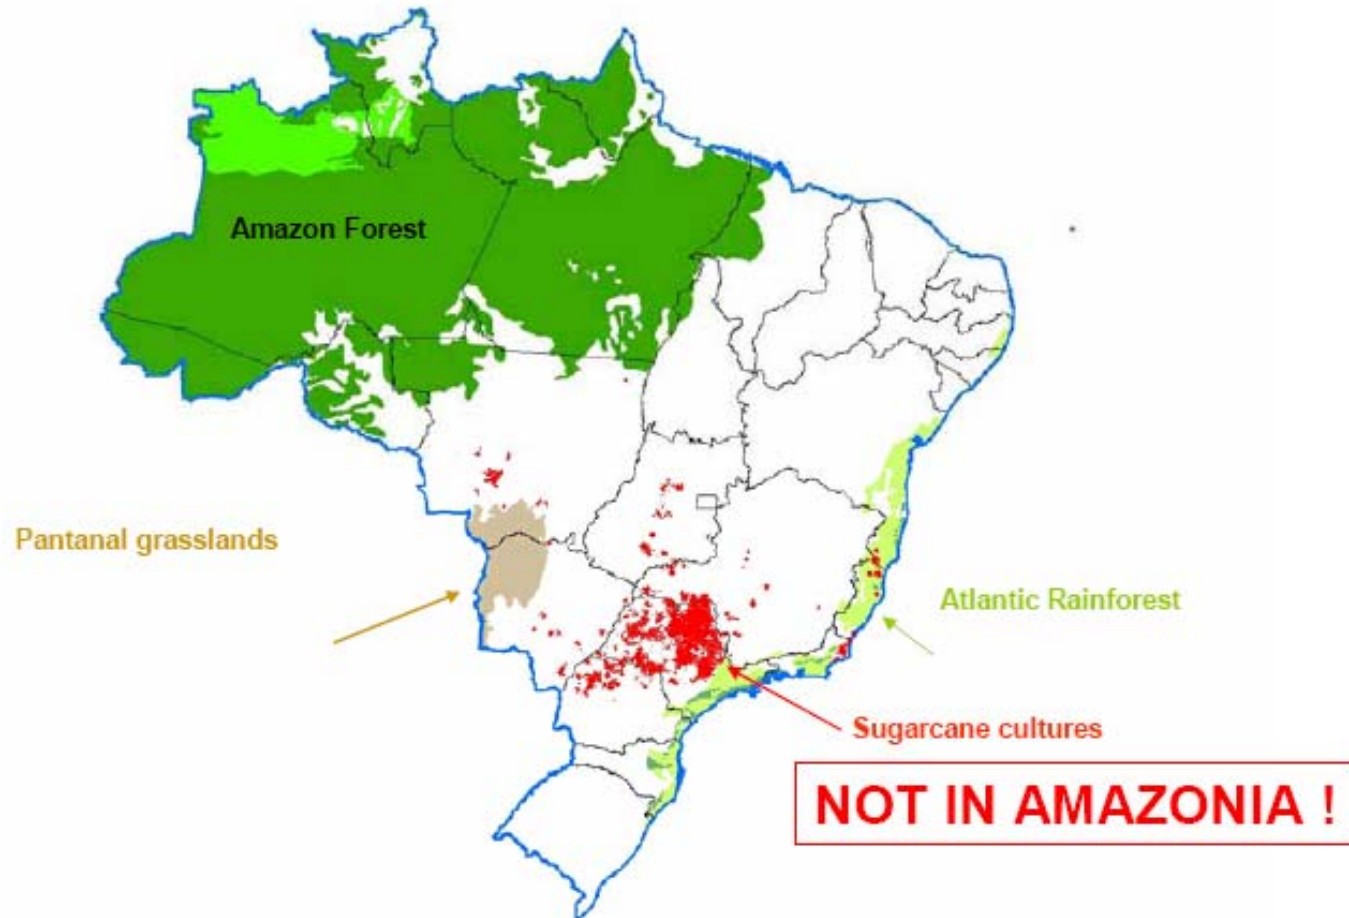 Amazon Forest
Pantanal grasslands
Atlantic Rainforest
Sugarcane cultures
NOT IN AMAZONIA !